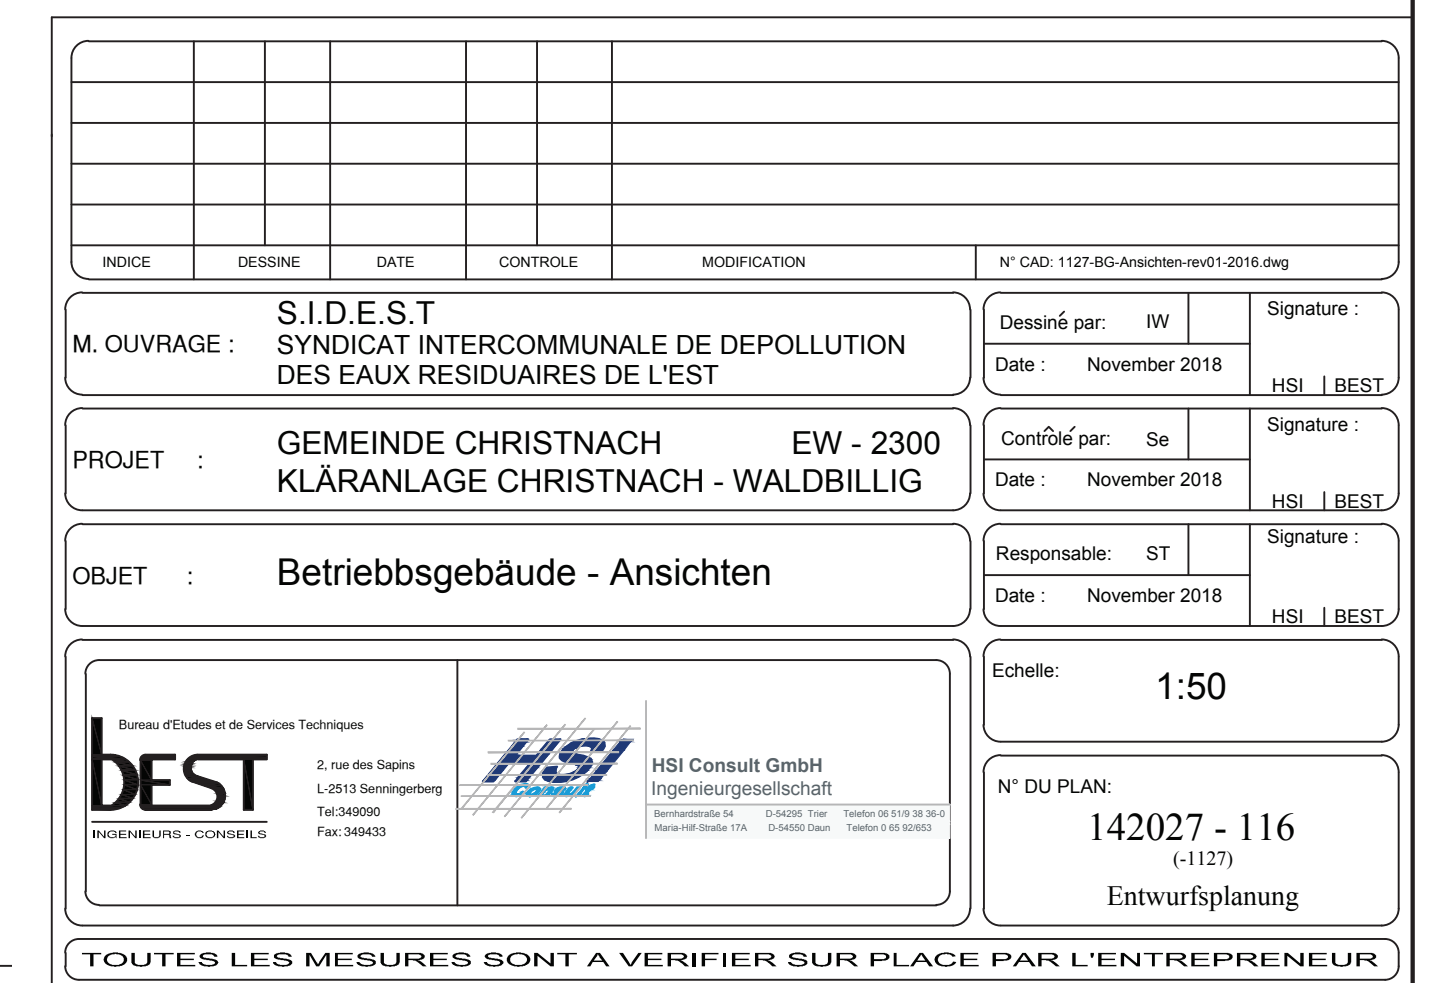 INDICE DESSINE DATE CONTROLE MODIFICATION N° CAD: 1127-BG-Ansichten-rev01-2016.dwg
M. OUVRAGE :
S.I.D.E.S.T
SYNDICAT INTERCOMMUNALE DE DEPOLLUTION
DES EAUX RESIDUAIRES DE L'EST
Dessiné par: IW
Date : November 2018
Signature :
HSI | BEST
PROJET :
GEMEINDE CHRISTNACH EW - 2300
KLÄRANLAGE CHRISTNACH - WALDBILLIG
Contrôlé par: Se
Date : November 2018
Signature :
HSI | BEST
OBJET : Betriebbsgebäude - Ansichten
Responsable: ST
Date : November 2018
Signature :
HSI | BEST
Bureau d'Etudes et de Services Techniques
bEST
INGENIEURS - CONSEILS
2, rue des Sapins
L-2513 Senningerberg
Tel:349090
Fax: 349433
HSI
Consult
HSI Consult GmbH
Ingenieurgesellschaft
Bernhardstraße 54 D-54295 Trier Telefon 06 51/9 38 36-0
Maria-Hilf-Straße 17A D-54550 Daun Telefon 0 65 92/653
Echelle:
1:50
N° DU PLAN:
142027 - 116
(-1127)
Entwurfsplanung
TOUTES LES MESURES SONT A VERIFIER SUR PLACE PAR L'ENTREPRENEUR